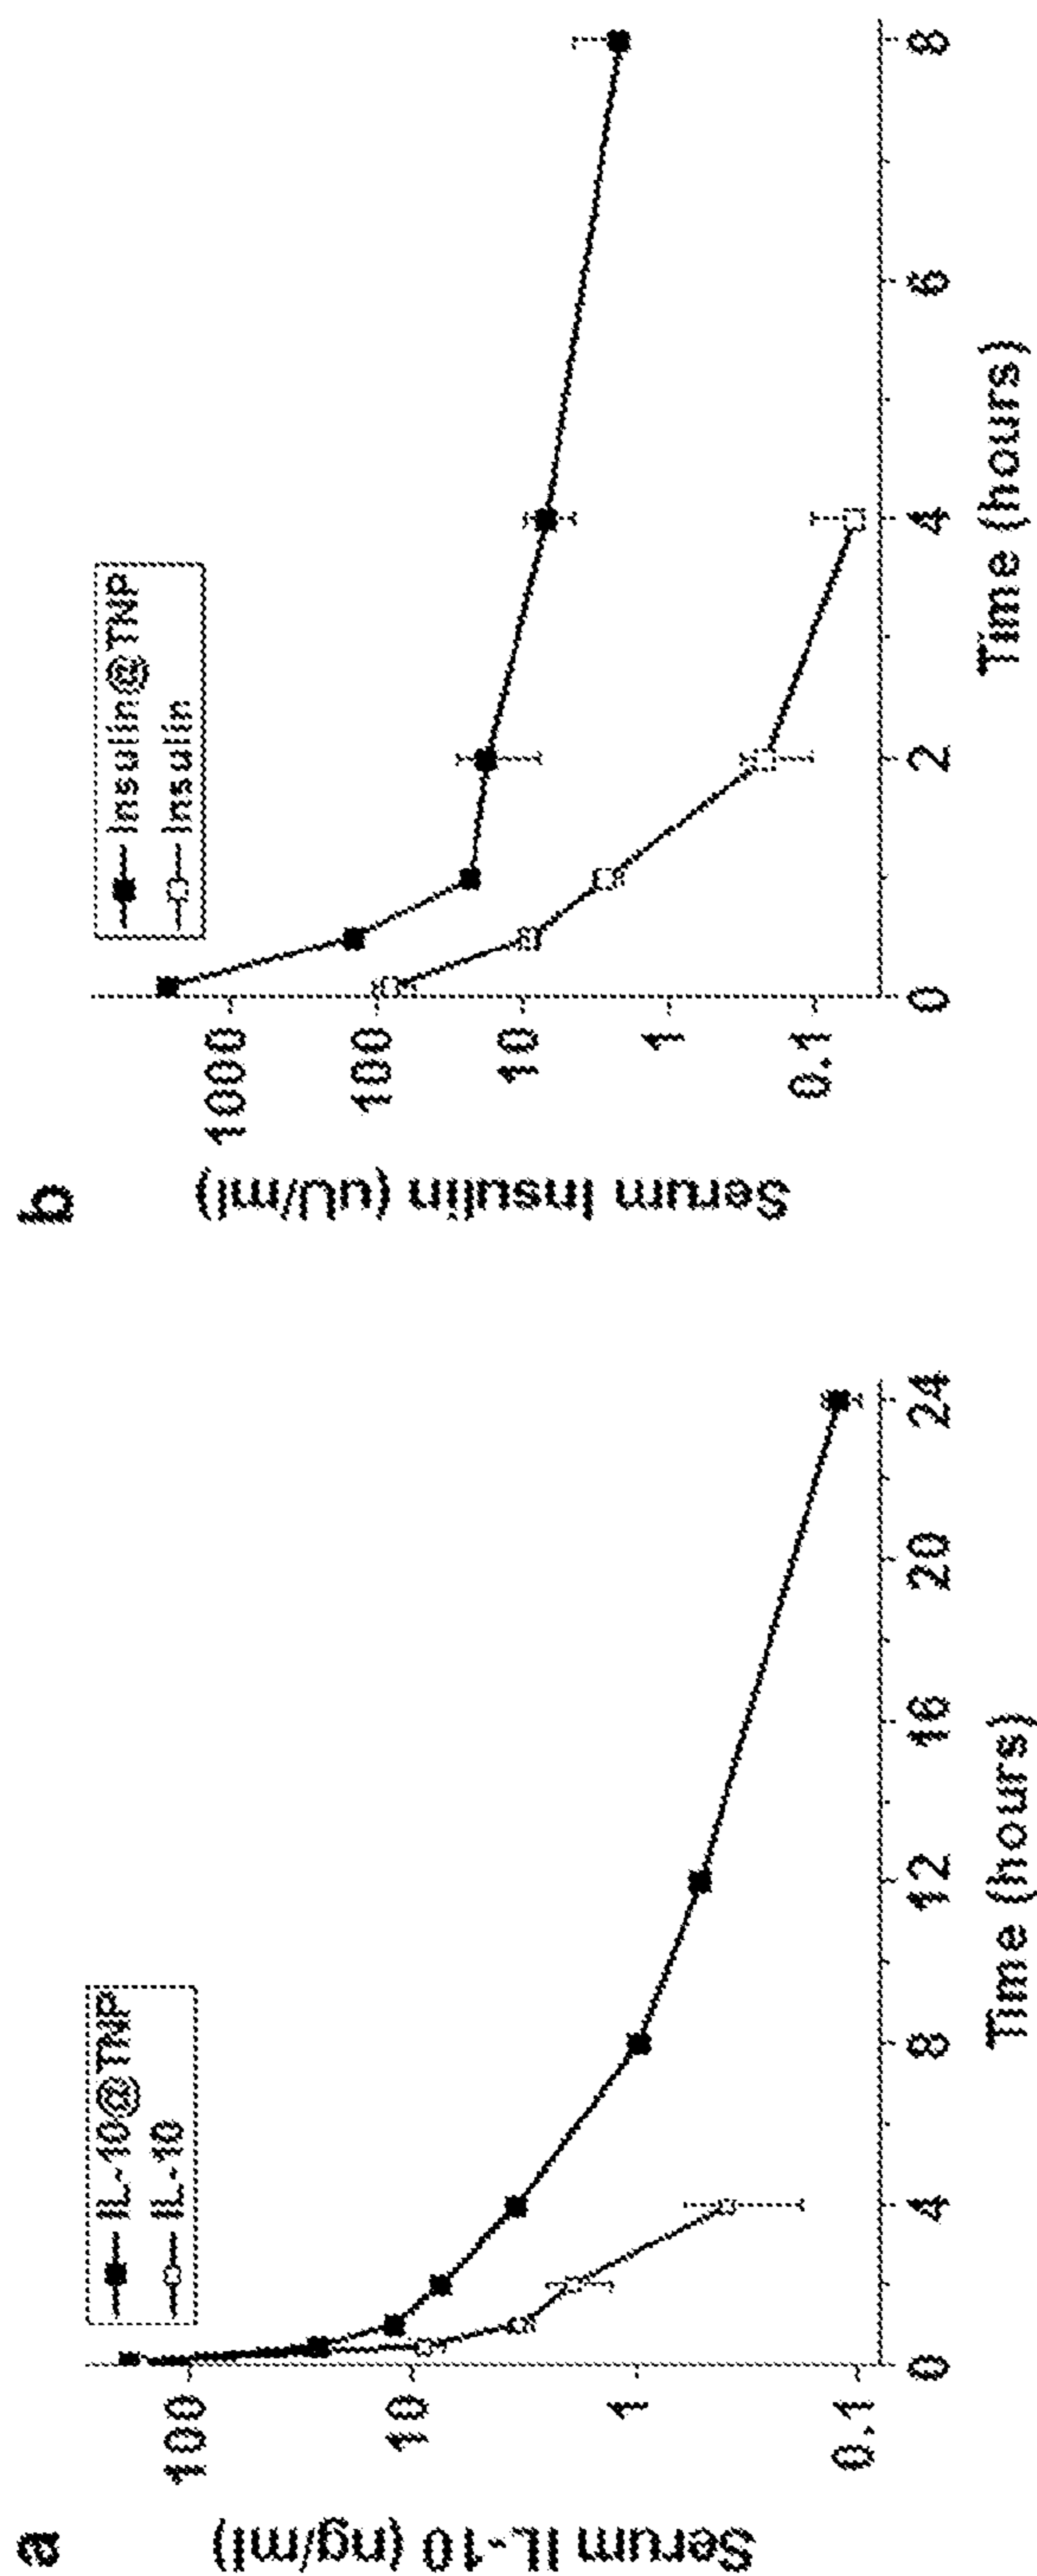 a
Serum IL-10 (ng/ml)
100
10
1
0.1
IL-10@TNP
IL-10
0 4 8 12 16 20 24
Time (hours)
b
Serum Insulin (uU/ml)
1000
100
10
1
0.1
Insulin@TNP
Insulin
0 2 4 6 8
Time (hours)